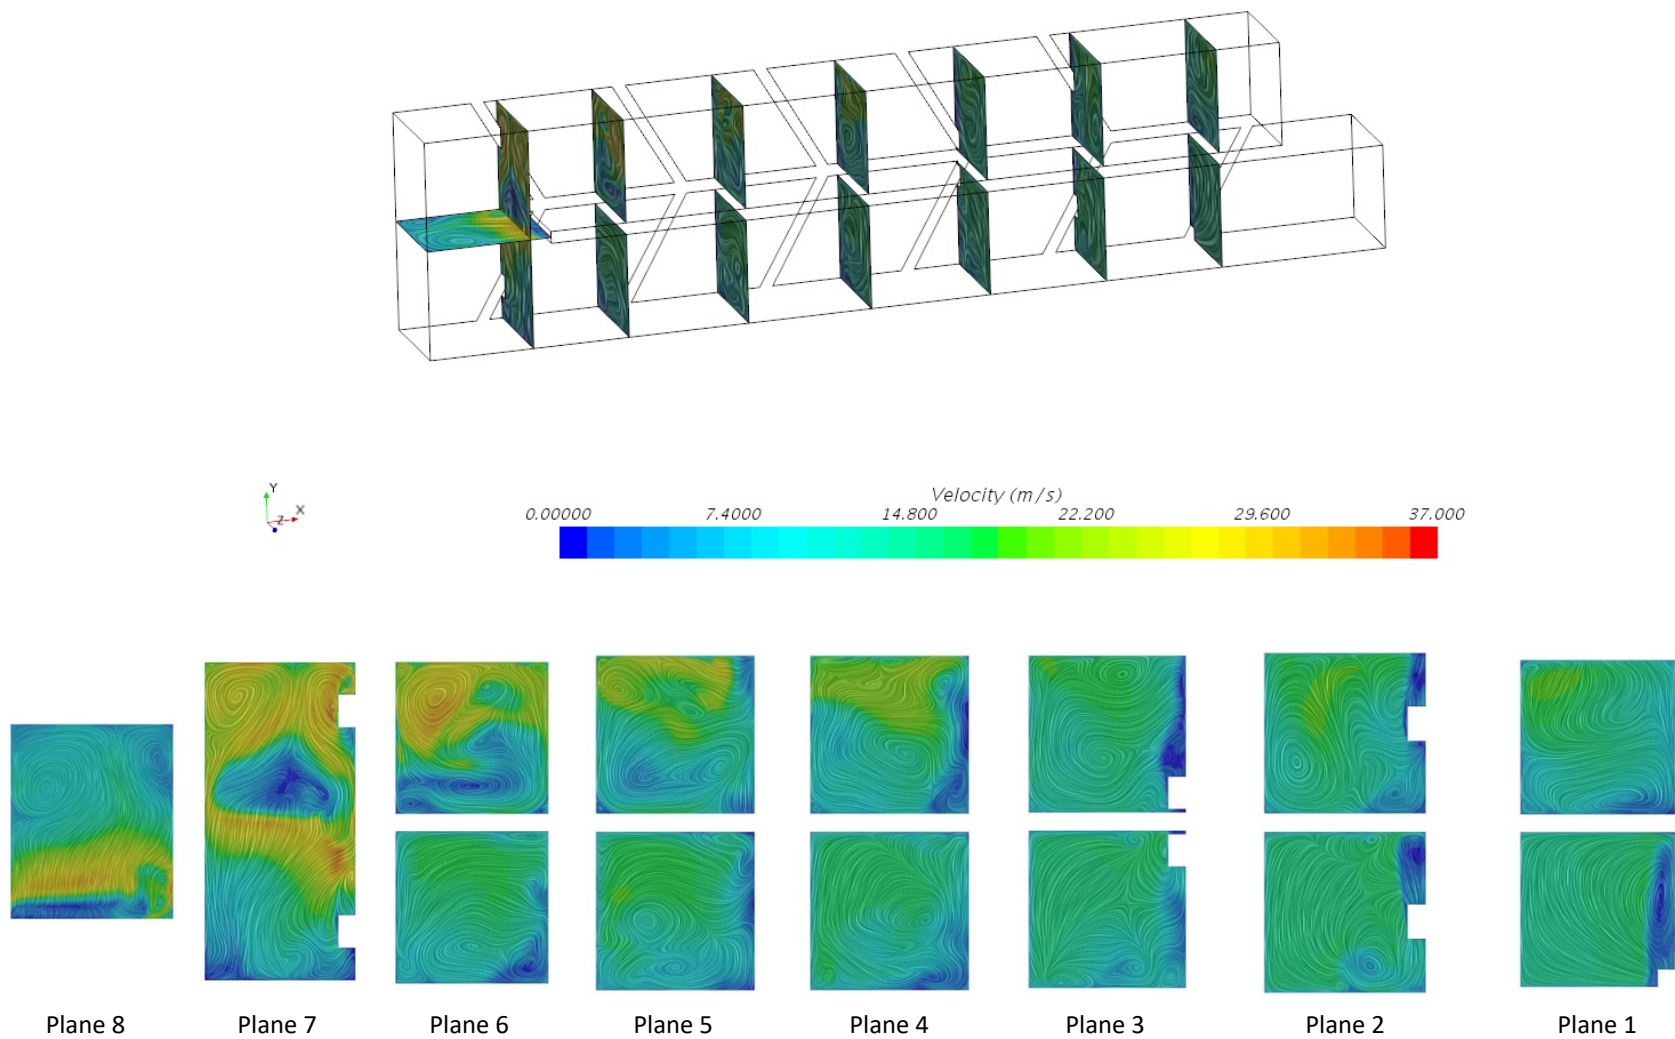 Y
X
Z
Velocity (m/s)
0.00000 7.4000 14.800 22.200 29.600 37.000
Plane 8 Plane 7 Plane 6 Plane 5 Plane 4 Plane 3 Plane 2 Plane 1